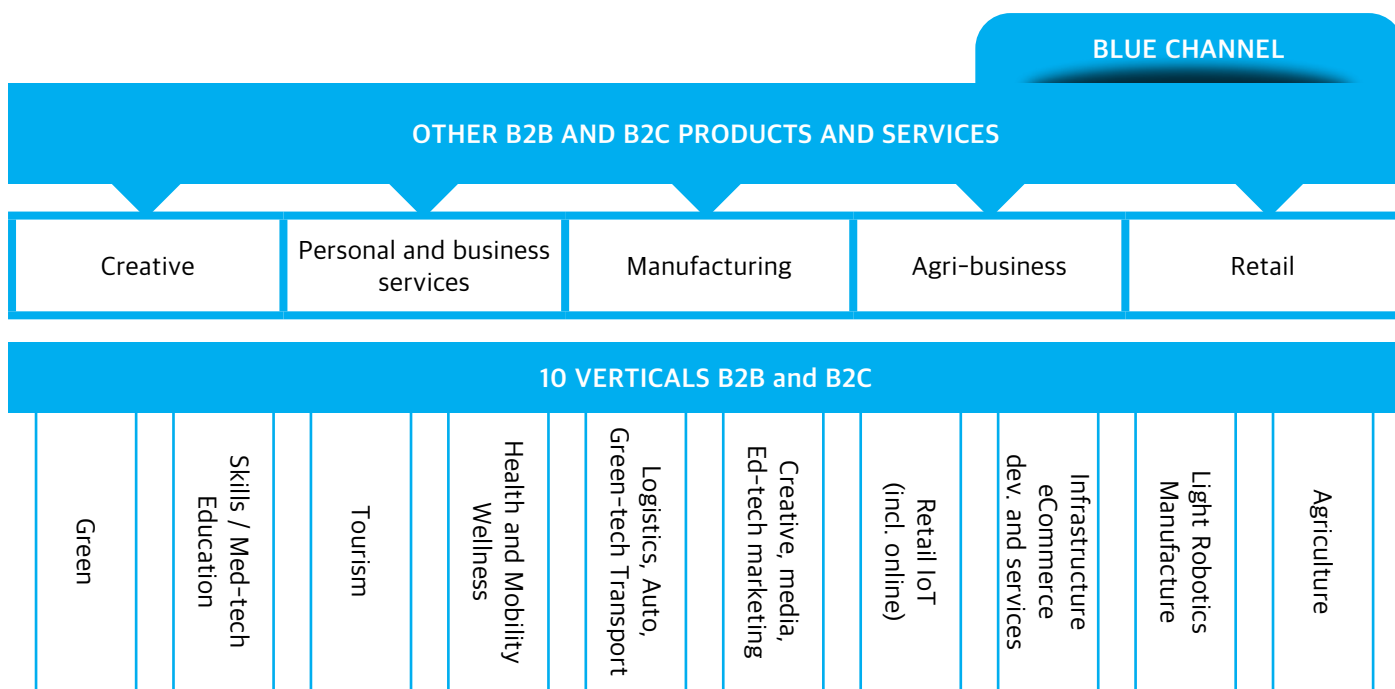 BLUE CHANNEL
OTHER B2B AND B2C PRODUCTS AND SERVICES
Creative
Personal and business
services
Manufacturing
Agri-business
Retail
10 VERTICALS B2B and B2C
Green
Skills / Med-tech
Education
Tourism
Health and Mobility
Wellness
Logistics, Auto,
Green-tech Transport
Creative, media,
Ed-tech marketing
Retail IoT
(incl. online)
Infrastructure
eCommerce
dev. and services
Light Robotics
Manufacture
Agriculture